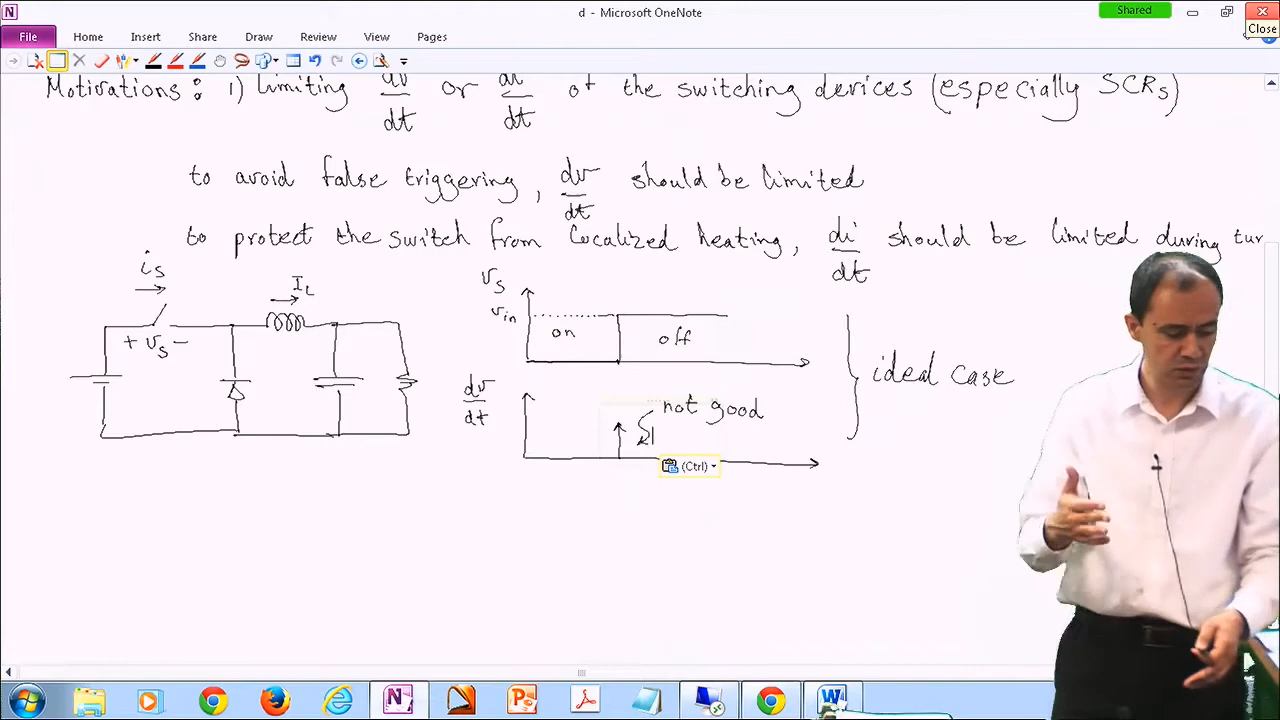 d - Microsoft OneNote
Shared
Close
File Home Insert Share Draw Review View Pages
Motivations: 1) limiting dv/dt or di/dt of the switching devices (especially SCRs)
to avoid false triggering, dv/dt should be limited
to protect the switch from localized heating, di/dt should be limited during tur
is
IL
+ vs -
vs
vin
on
off
ideal case
dv/dt
not good
(Ctrl)